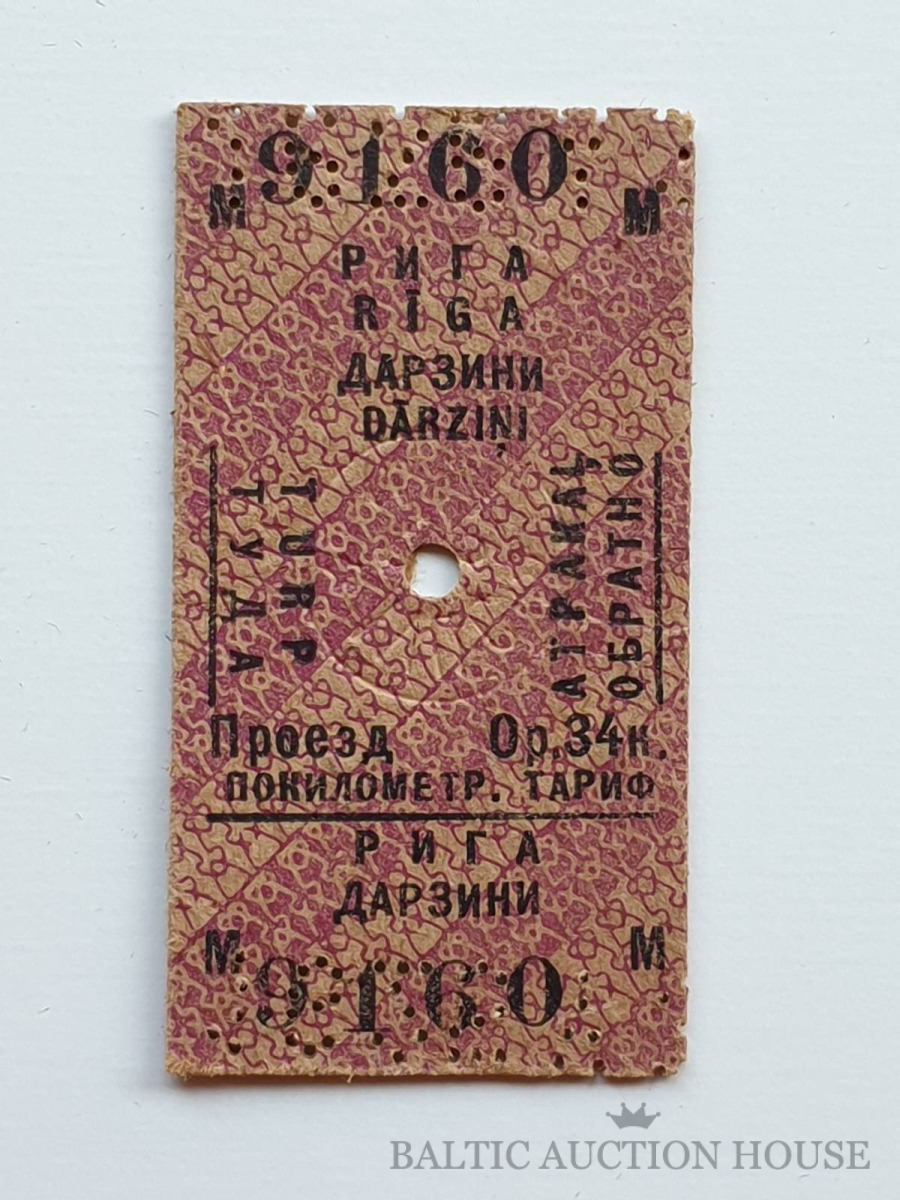 9160
М М
РИГА
RĪGA
ДАРЗИНИ
DĀRZIŅI
TURP
ТУДА
ATPAKAĻ
ОБРАТНО
Проезд 0р.34к.
ПОКИЛОМЕТР. ТАРИФ
РИГА
ДАРЗИНИ
М М
9160
BALTIC AUCTION HOUSE